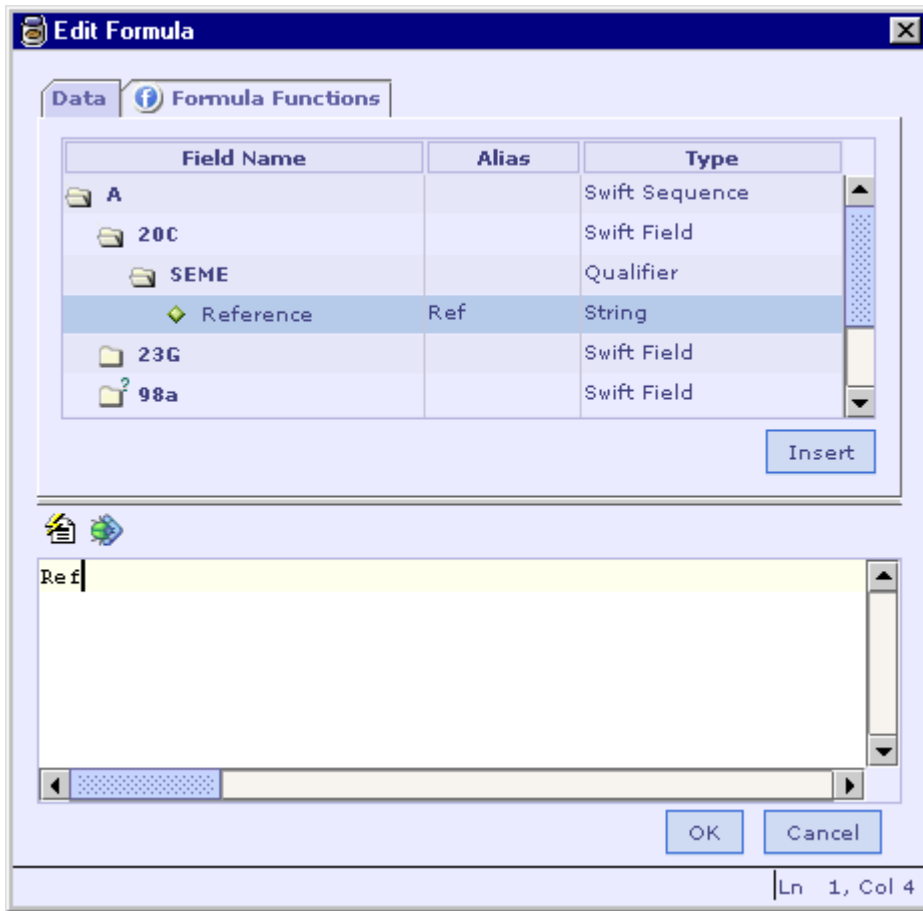 Edit Formula
Data Formula Functions
Field Name Alias Type
A Swift Sequence
20C Swift Field
SEME Qualifier
Reference Ref String
23G Swift Field
98a Swift Field
Insert
Ref
OK Cancel
Ln 1, Col 4